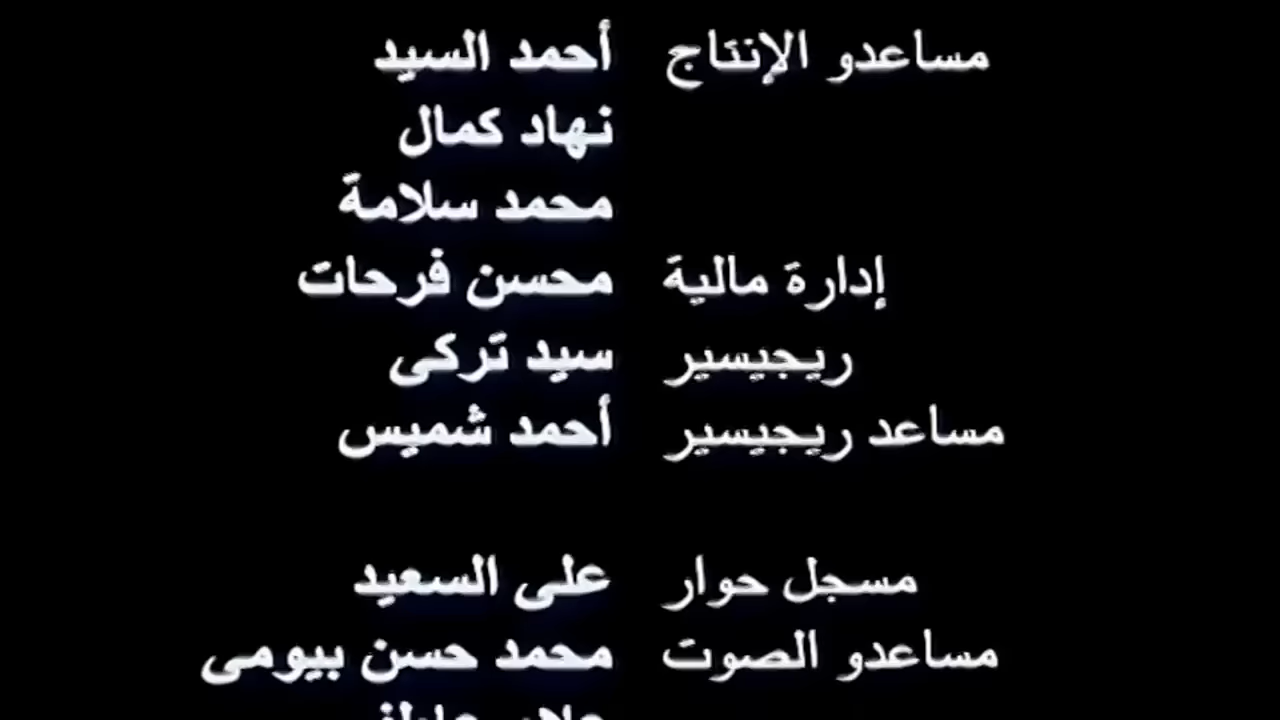 مساعدو الإنتاج أحمد السيد
نهاد كمال
محمد سلامة
إدارة مالية محسن فرحات
ريجيسير سيد تركى
مساعد ريجيسير أحمد شميس
مسجل حوار على السعيد
مساعدو الصوت محمد حسن بيومى